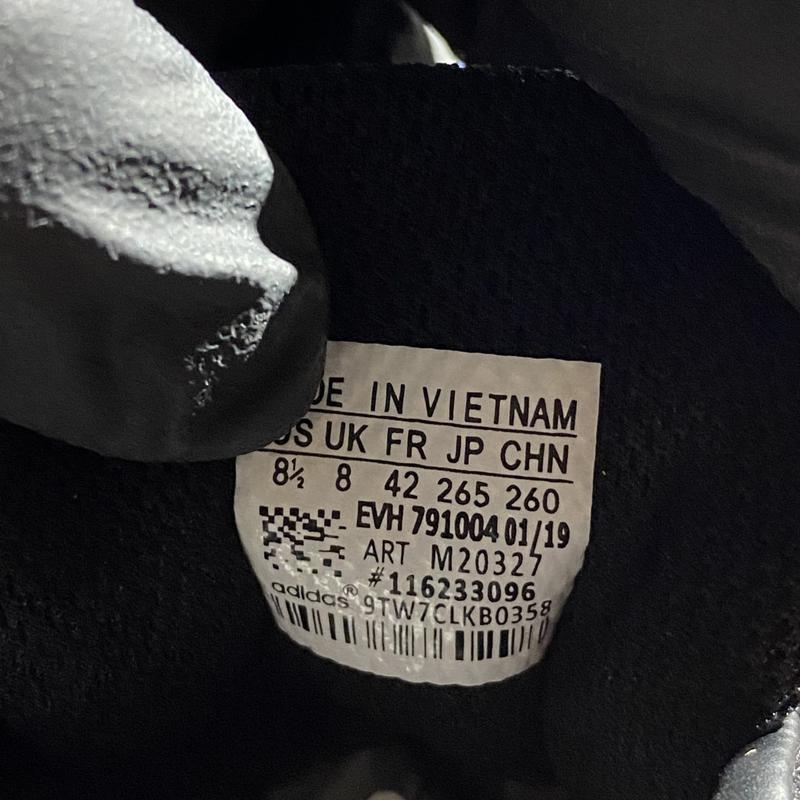 DE IN VIETNAM
US UK FR JP CHN
8½ 8 42 265 260
EVH 791004 01/19
ART M20327
#116233096
adidas® 9TW7CLKB0358